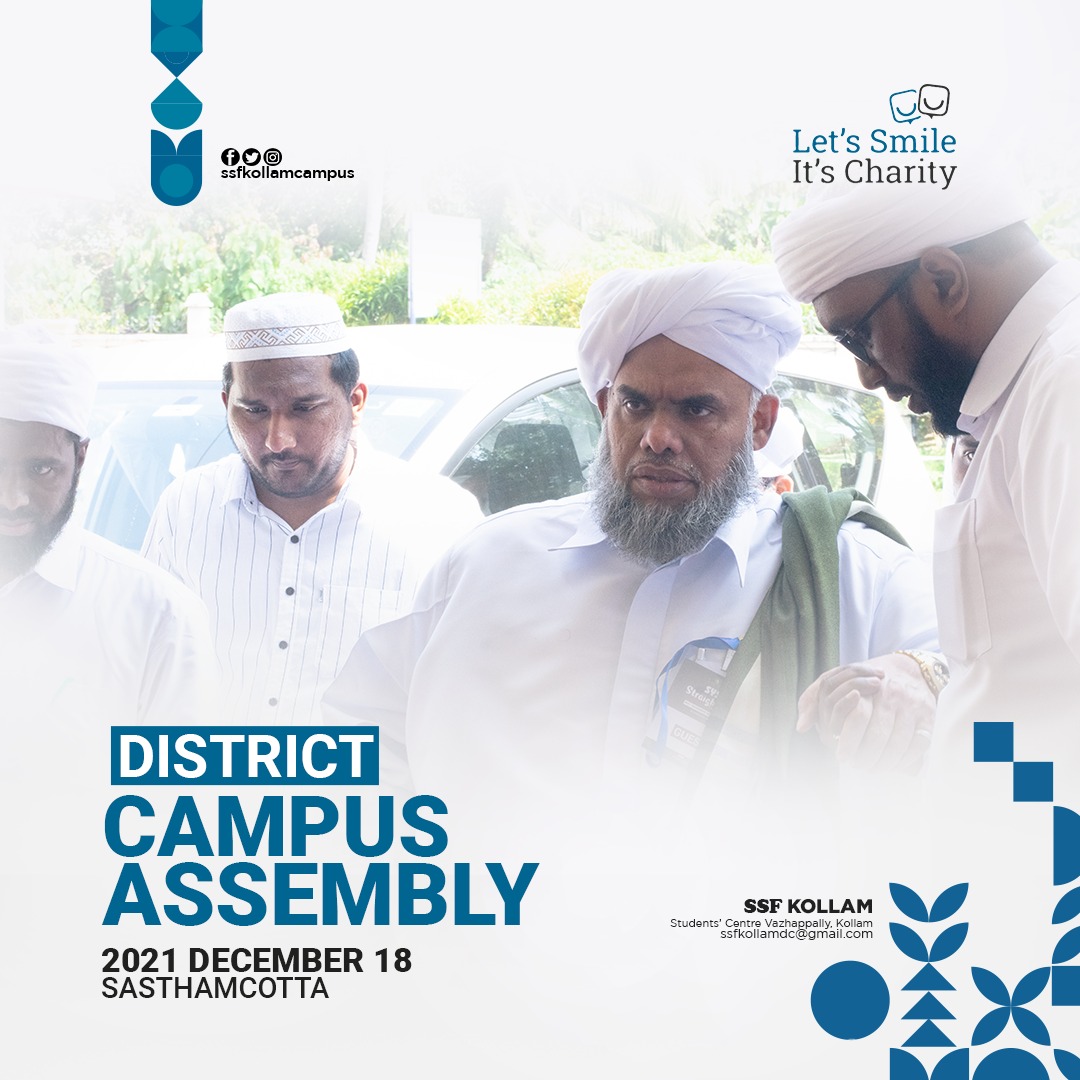 ssfkollamcampus
Let's Smile
It's Charity
DISTRICT
CAMPUS
ASSEMBLY
2021 DECEMBER 18
SASTHAMCOTTA
SSF KOLLAM
Students' Centre Vazhappally, Kollam
ssfkollamdc@gmail.com